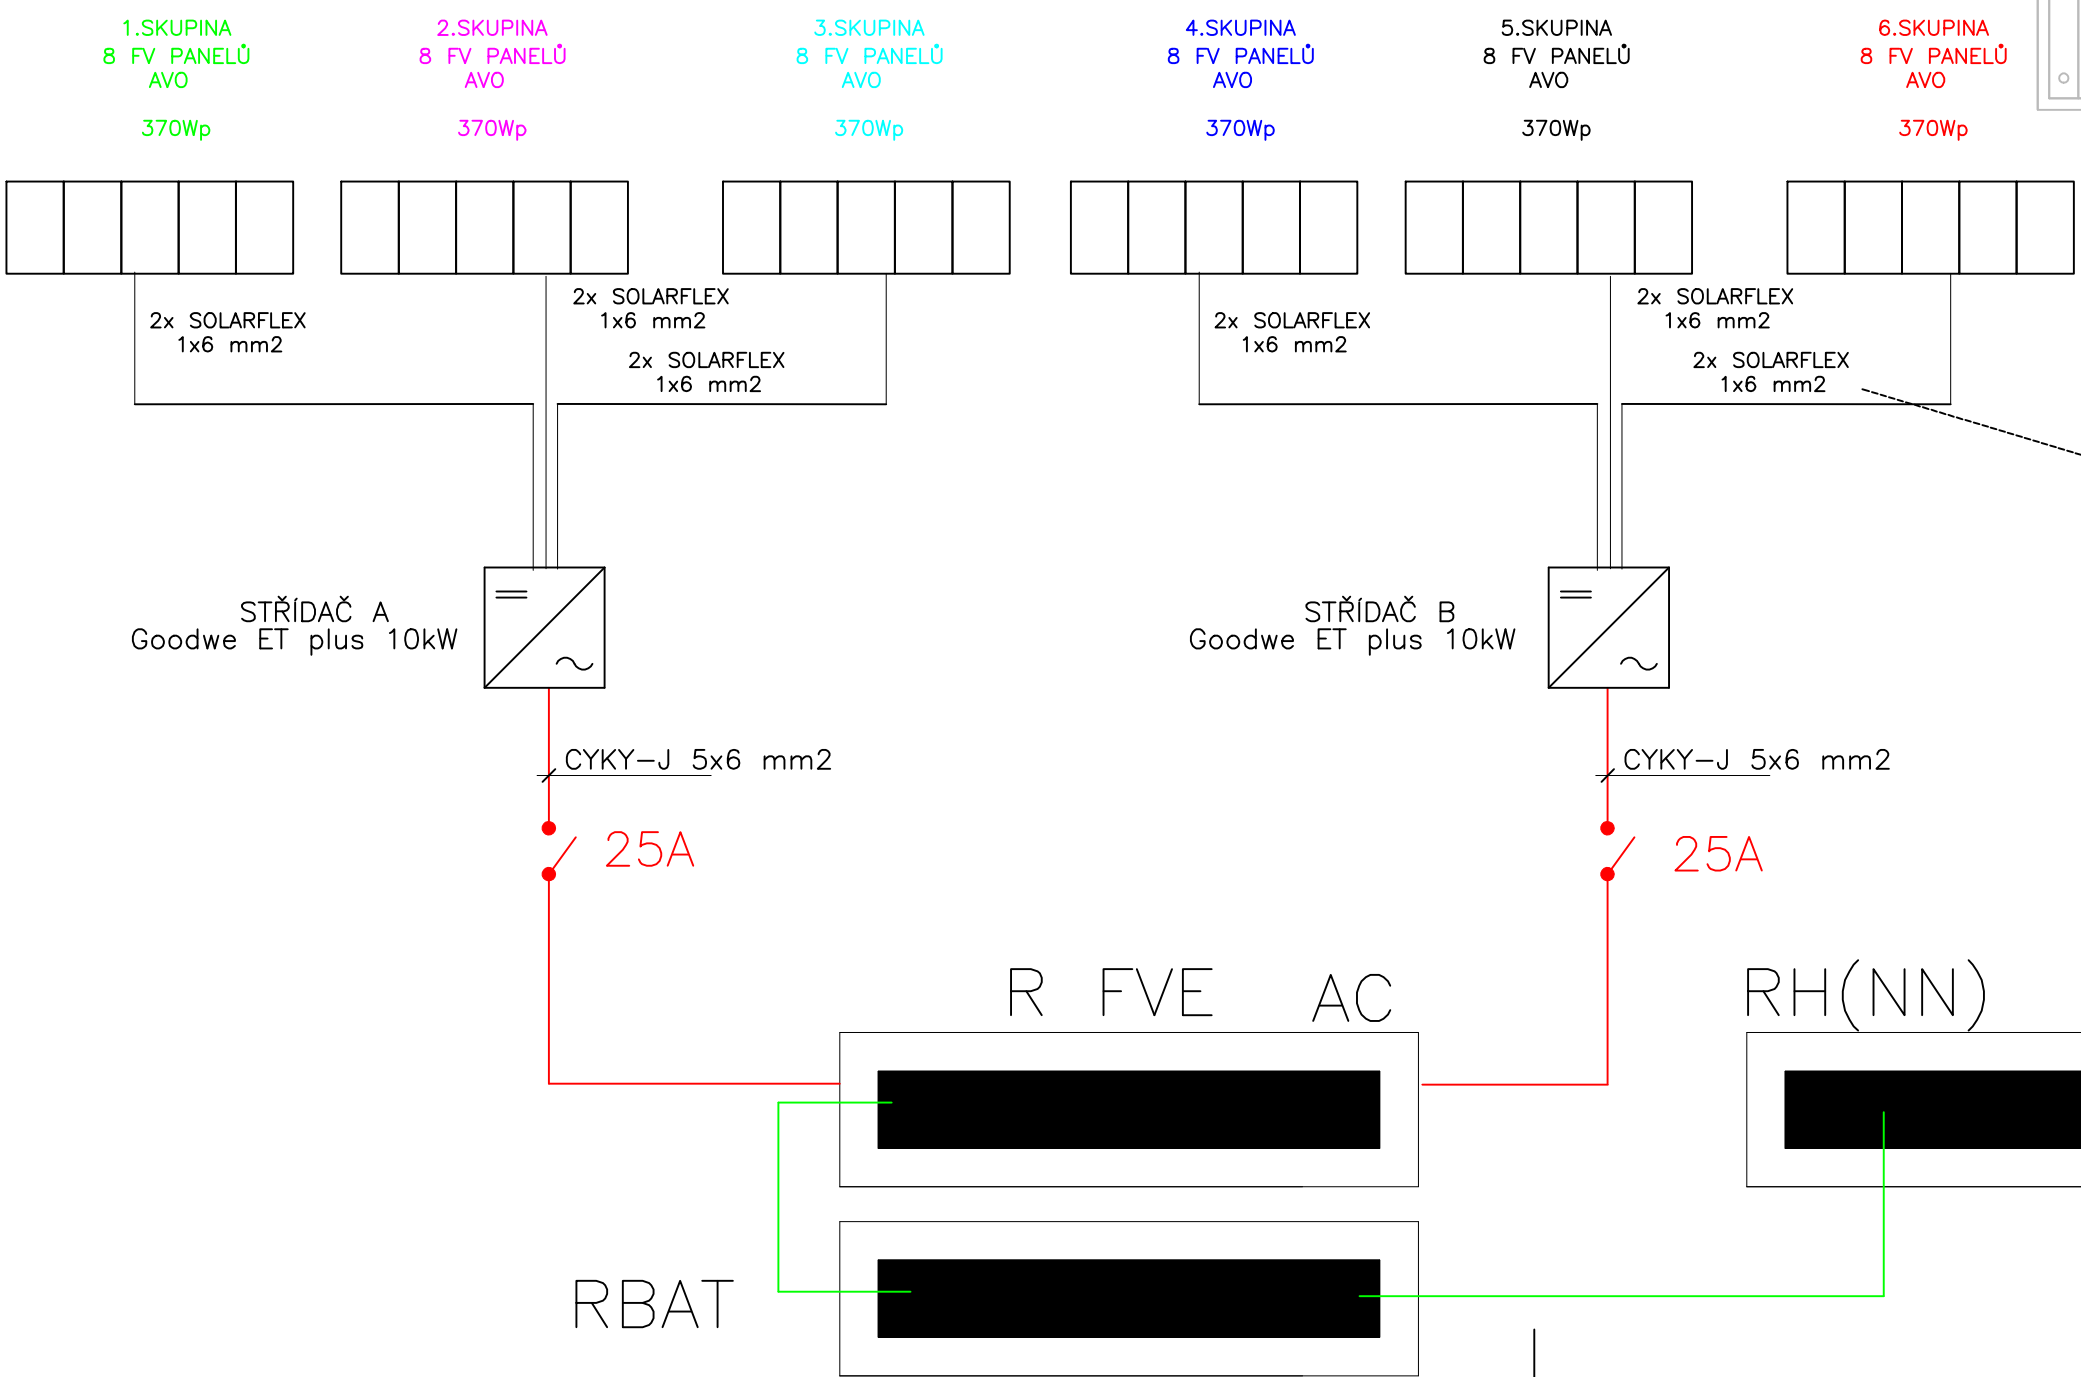 1.SKUPINA
8 FV PANELŮ
AVO
370Wp
2.SKUPINA
8 FV PANELŮ
AVO
370Wp
3.SKUPINA
8 FV PANELŮ
AVO
370Wp
4.SKUPINA
8 FV PANELŮ
AVO
370Wp
5.SKUPINA
8 FV PANELŮ
AVO
370Wp
6.SKUPINA
8 FV PANELŮ
AVO
370Wp
2x SOLARFLEX
1x6 mm2
2x SOLARFLEX
1x6 mm2
2x SOLARFLEX
1x6 mm2
2x SOLARFLEX
1x6 mm2
2x SOLARFLEX
1x6 mm2
2x SOLARFLEX
1x6 mm2
STŘÍDAČ A
Goodwe ET plus 10kW
STŘÍDAČ B
Goodwe ET plus 10kW
CYKY-J 5x6 mm2
CYKY-J 5x6 mm2
25A
25A
R FVE AC
RH(NN)
RBAT